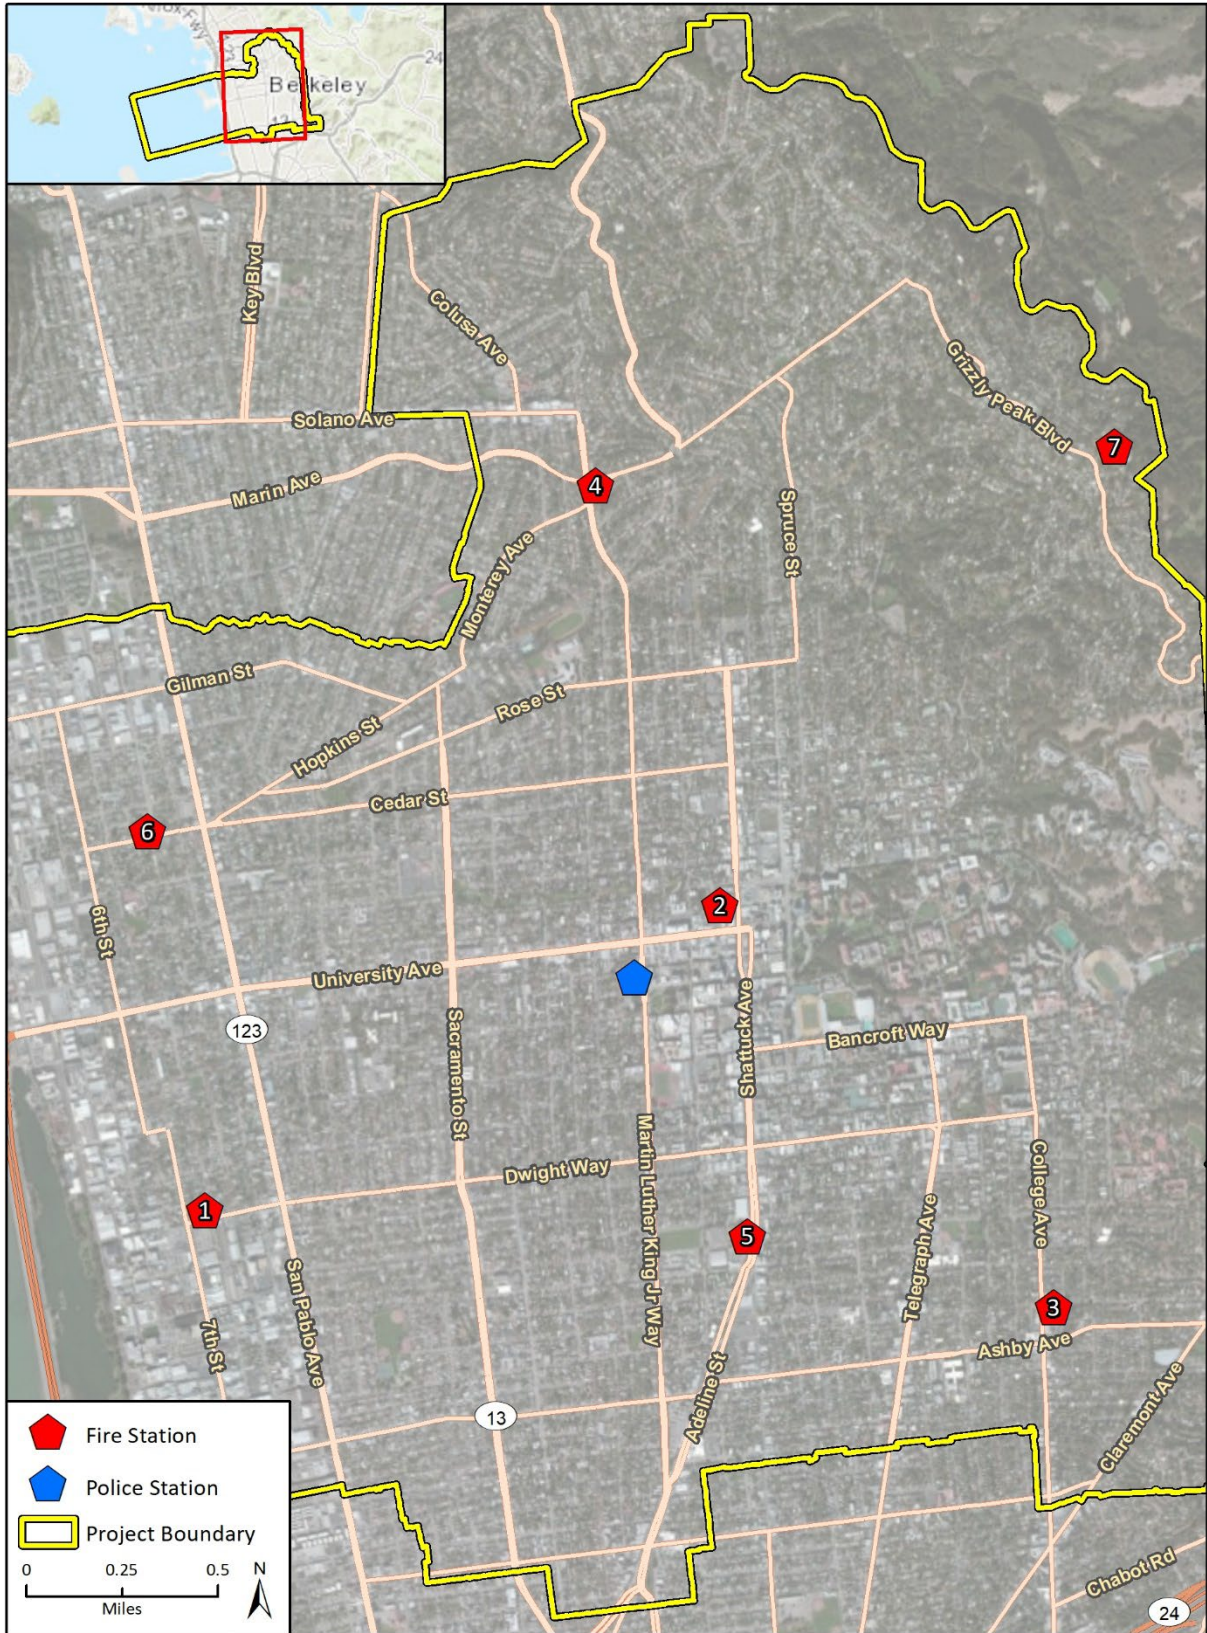 Berkeley
24
Key Blvd
Colusa Ave
Solano Ave
Marin Ave
Grizzly Peak Blvd
7
4
Spruce St
Monterey Ave
Gilman St
Rose St
Hopkins St
Cedar St
6
2
6th St
University Ave
123
Sacramento St
Shattuck Ave
Bancroft Way
Martin Luther King Jr Way
Dwight Way
College Ave
1
5
Telegraph Ave
3
San Pablo Ave
7th St
Ashby Ave
Adeline St
Claremont Ave
13
Fire Station
Police Station
Project Boundary
0 0.25 0.5
Miles
N
Chabot Rd
24